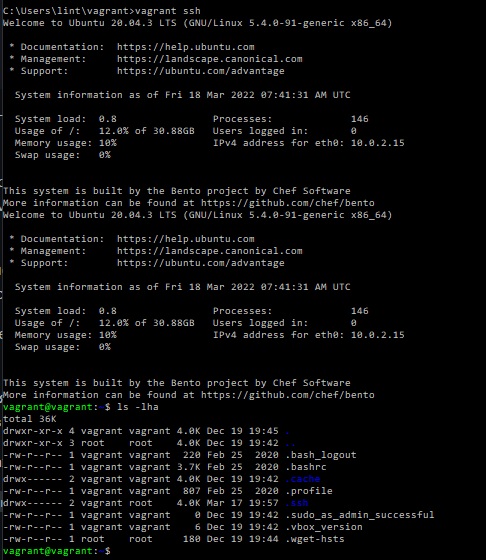 C:\Users\lint\vagrant>vagrant ssh
Welcome to Ubuntu 20.04.3 LTS (GNU/Linux 5.4.0-91-generic x86_64)
* Documentation: https://help.ubuntu.com
* Management: https://landscape.canonical.com
* Support: https://ubuntu.com/advantage
System information as of Fri 18 Mar 2022 07:41:31 AM UTC
System load: 0.8 Processes: 146
Usage of /: 12.0% of 30.88GB Users logged in: 0
Memory usage: 10% IPv4 address for eth0: 10.0.2.15
Swap usage: 0%
This system is built by the Bento project by Chef Software
More information can be found at https://github.com/chef/bento
Welcome to Ubuntu 20.04.3 LTS (GNU/Linux 5.4.0-91-generic x86_64)
* Documentation: https://help.ubuntu.com
* Management: https://landscape.canonical.com
* Support: https://ubuntu.com/advantage
System information as of Fri 18 Mar 2022 07:41:31 AM UTC
System load: 0.8 Processes: 146
Usage of /: 12.0% of 30.88GB Users logged in: 0
Memory usage: 10% IPv4 address for eth0: 10.0.2.15
Swap usage: 0%
This system is built by the Bento project by Chef Software
More information can be found at https://github.com/chef/bento
vagrant@vagrant:~$ ls -lha
total 36K
drwxr-xr-x 4 vagrant vagrant 4.0K Dec 19 19:45 .
drwxr-xr-x 3 root root 4.0K Dec 19 19:42 ..
-rw-r--r-- 1 vagrant vagrant 220 Feb 25 2020 .bash_logout
-rw-r--r-- 1 vagrant vagrant 3.7K Feb 25 2020 .bashrc
drwx------ 2 vagrant vagrant 4.0K Dec 19 19:42 .cache
-rw-r--r-- 1 vagrant vagrant 807 Feb 25 2020 .profile
drwx------ 2 vagrant root 4.0K Mar 17 19:57 .ssh
-rw-r--r-- 1 vagrant vagrant 0 Dec 19 19:42 .sudo_as_admin_successful
-rw-r--r-- 1 vagrant vagrant 6 Dec 19 19:42 .vbox_version
-rw-r--r-- 1 root root 180 Dec 19 19:44 .wget-hsts
vagrant@vagrant:~$